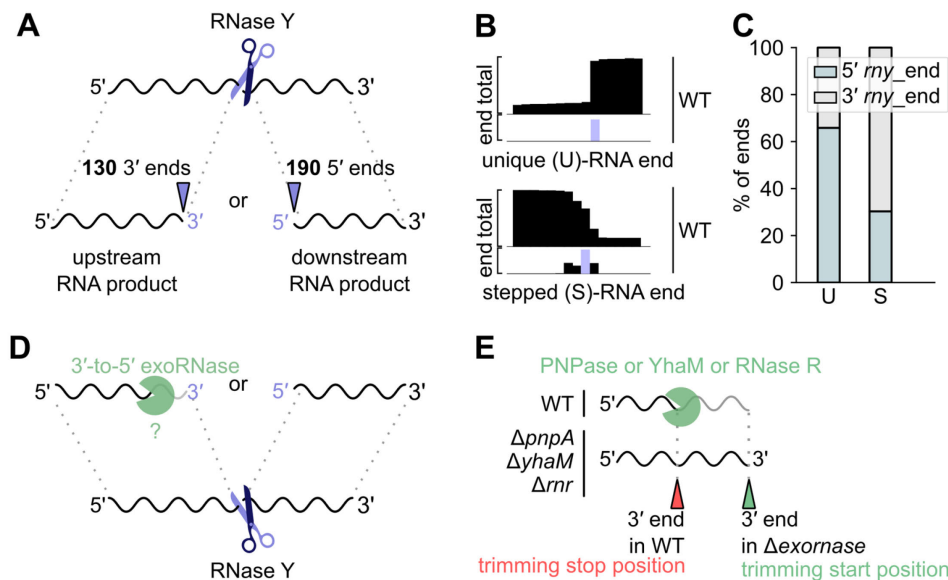 A
RNase Y
5' 3'
130 3′ ends
190 5′ ends
or
5' 3′
5′ 3'
upstream
RNA product
downstream
RNA product
B
end total
WT
unique (U)-RNA end
end total
WT
stepped (S)-RNA end
C
% of ends
100
80
60
40
20
0
5′ rny_end
3′ rny_end
U S
D
3′-to-5′ exoRNase
or
5' 3′
5′ 3'
?
5' 3'
RNase Y
E
PNPase or YhaM or RNase R
WT
5'
ΔpnpA
ΔyhaM
Δrnr
5' 3'
3′ end
in WT
trimming stop position
3′ end
in Δexornase
trimming start position